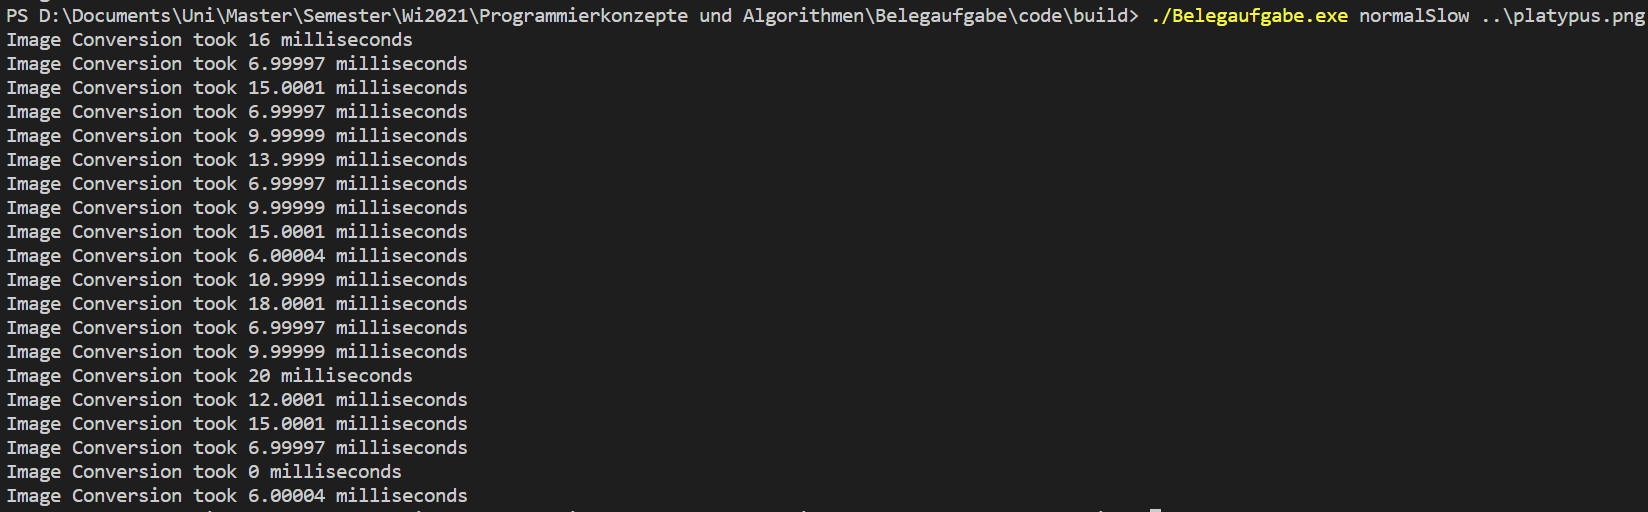 PS D:\Documents\Uni\Master\Semester\Wi2021\Programmierkonzepte und Algorithmen\Belegaufgabe\code\build> ./Belegaufgabe.exe normalSlow ..\platypus.png
Image Conversion took 16 milliseconds
Image Conversion took 6.99997 milliseconds
Image Conversion took 15.0001 milliseconds
Image Conversion took 6.99997 milliseconds
Image Conversion took 9.99999 milliseconds
Image Conversion took 13.9999 milliseconds
Image Conversion took 6.99997 milliseconds
Image Conversion took 9.99999 milliseconds
Image Conversion took 15.0001 milliseconds
Image Conversion took 6.00004 milliseconds
Image Conversion took 10.9999 milliseconds
Image Conversion took 18.0001 milliseconds
Image Conversion took 6.99997 milliseconds
Image Conversion took 9.99999 milliseconds
Image Conversion took 20 milliseconds
Image Conversion took 12.0001 milliseconds
Image Conversion took 15.0001 milliseconds
Image Conversion took 6.99997 milliseconds
Image Conversion took 0 milliseconds
Image Conversion took 6.00004 milliseconds